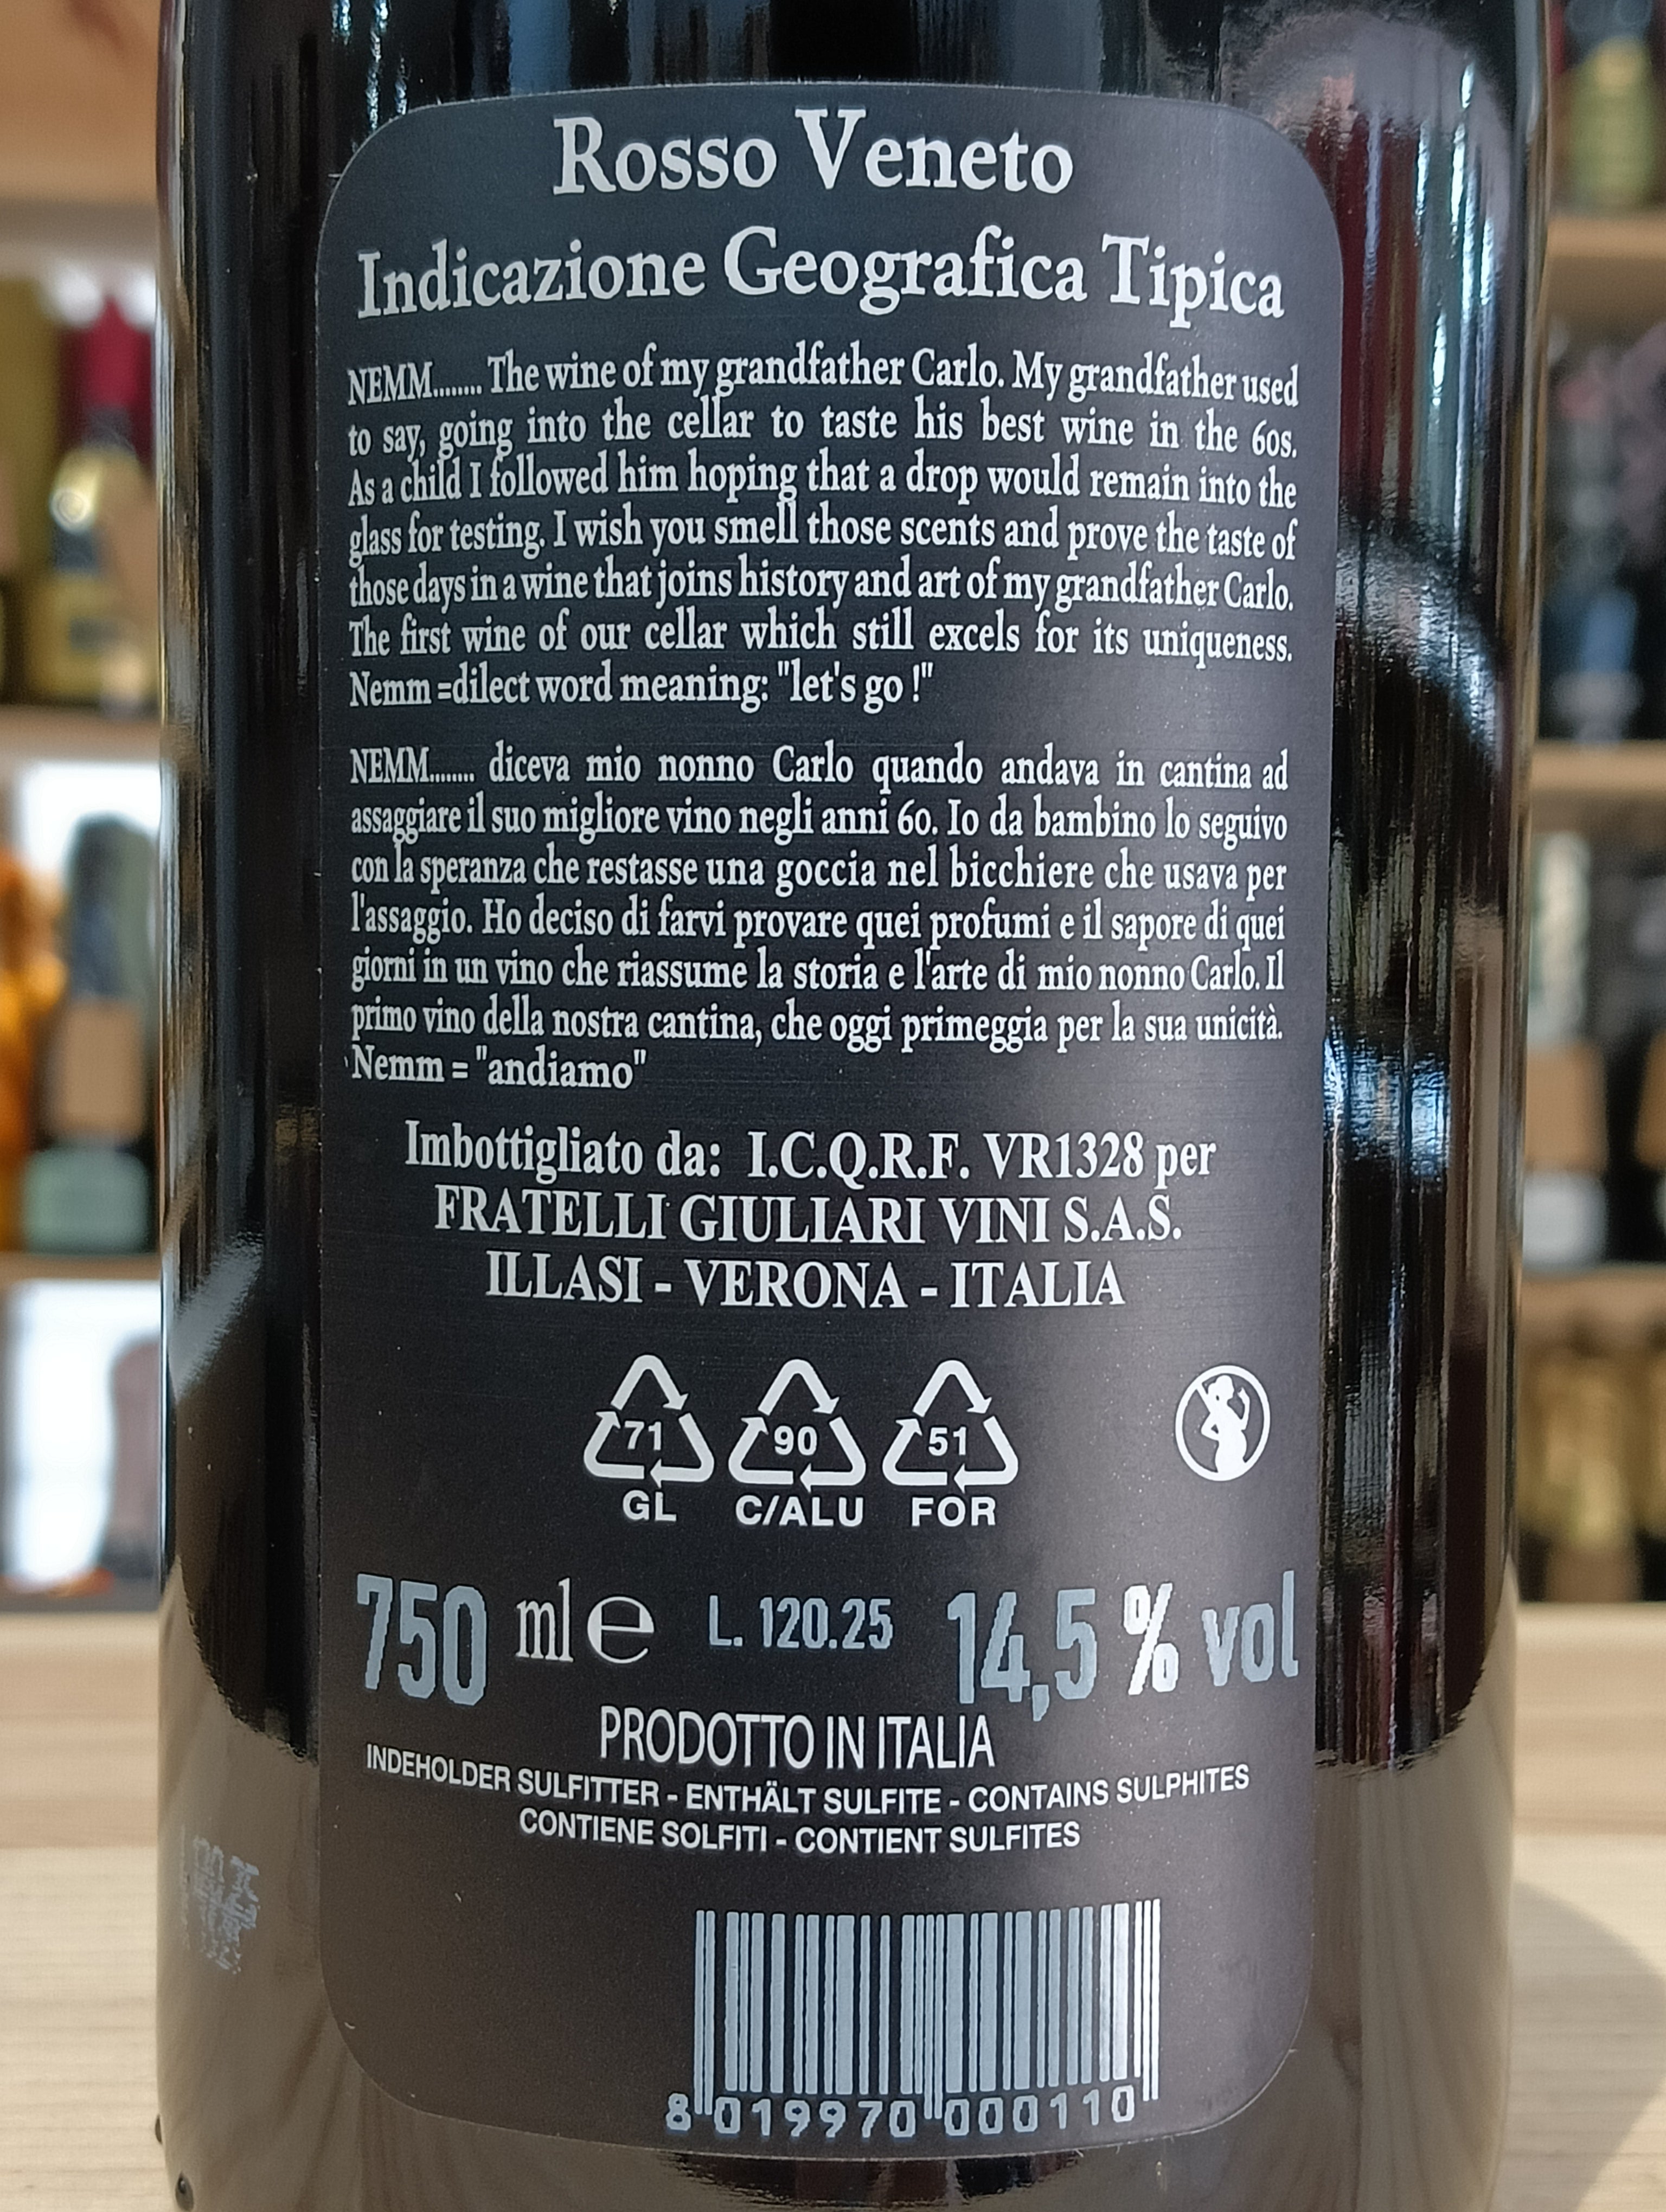 Rosso Veneto
Indicazione Geografica Tipica
NEMM........ The wine of my grandfather Carlo. My grandfather used
to say, going into the cellar to taste his best wine in the 60s.
As a child I followed him hoping that a drop would remain into the
glass for testing. I wish you smell those scents and prove the taste of
those days in a wine that joins history and art of my grandfather Carlo.
The first wine of our cellar which still excels for its uniqueness.
Nemm =dilect word meaning: "let's go !"
NEMM........ diceva mio nonno Carlo quando andava in cantina ad
assaggiare il suo migliore vino negli anni 60. Io da bambino lo seguivo
con la speranza che restasse una goccia nel bicchiere che usava per
l'assaggio. Ho deciso di farvi provare quei profumi e il sapore di quei
giorni in un vino che riassume la storia e l'arte di mio nonno Carlo. Il
primo vino della nostra cantina, che oggi primeggia per la sua unicità.
Nemm = "andiamo"
Imbottigliato da: I.C.Q.R.F. VR1328 per
FRATELLI GIULIARI VINI S.A.S.
ILLASI - VERONA - ITALIA
71 90 51
GL C/ALU FOR
750 ml e L. 120.25 14,5 % vol
PRODOTTO IN ITALIA
INDEHOLDER SULFITTER - ENTHÄLT SULFITE - CONTAINS SULPHITES
CONTIENE SOLFITI - CONTIENT SULFITES
8 019970 000110